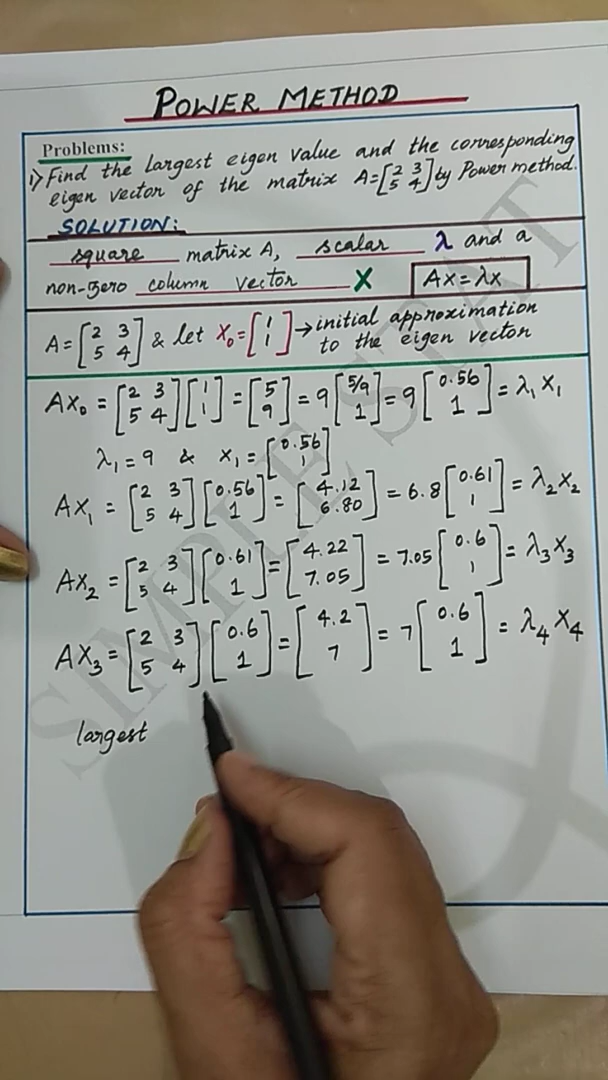 POWER METHOD
Problems:
1) Find the largest eigen value and the corresponding
eigen vector of the matrix A=[2 3 5 4] by Power method.
SOLUTION:
square matrix A, scalar λ and a
non-zero column vector X AX=λX
A = [2 3 5 4] & let X₀ = [1 1] → initial approximation
to the eigen vector
AX₀ = [2 3 5 4][1 1] = [5 9] = 9[5/9 1] = 9[0.56 1] = λ₁X₁
λ₁ = 9 & X₁ = [0.56 1]
AX₁ = [2 3 5 4][0.56 1] = [4.12 6.80] = 6.8[0.61 1] = λ₂X₂
AX₂ = [2 3 5 4][0.61 1] = [4.22 7.05] = 7.05[0.6 1] = λ₃X₃
AX₃ = [2 3 5 4][0.6 1] = [4.2 7] = 7[0.6 1] = λ₄X₄
largest
SIMPLE STAT